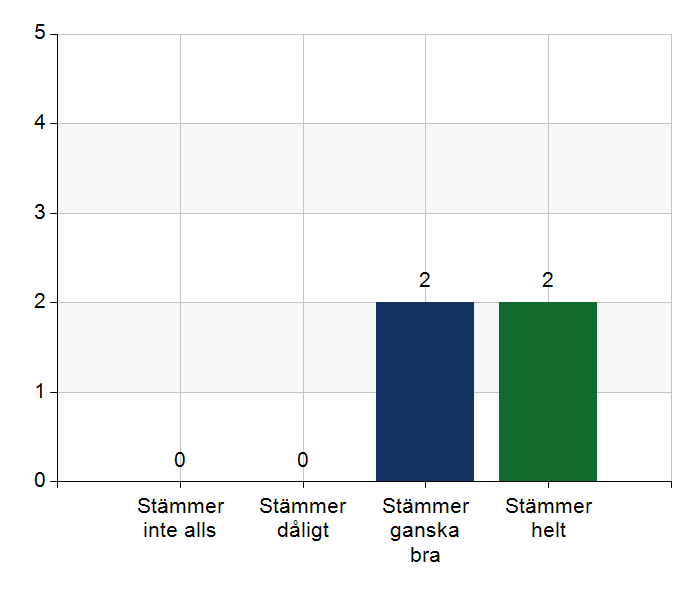 5
4
3
2
1
0
0
0
2
2
Stämmer
inte alls
Stämmer
dåligt
Stämmer
ganska
bra
Stämmer
helt